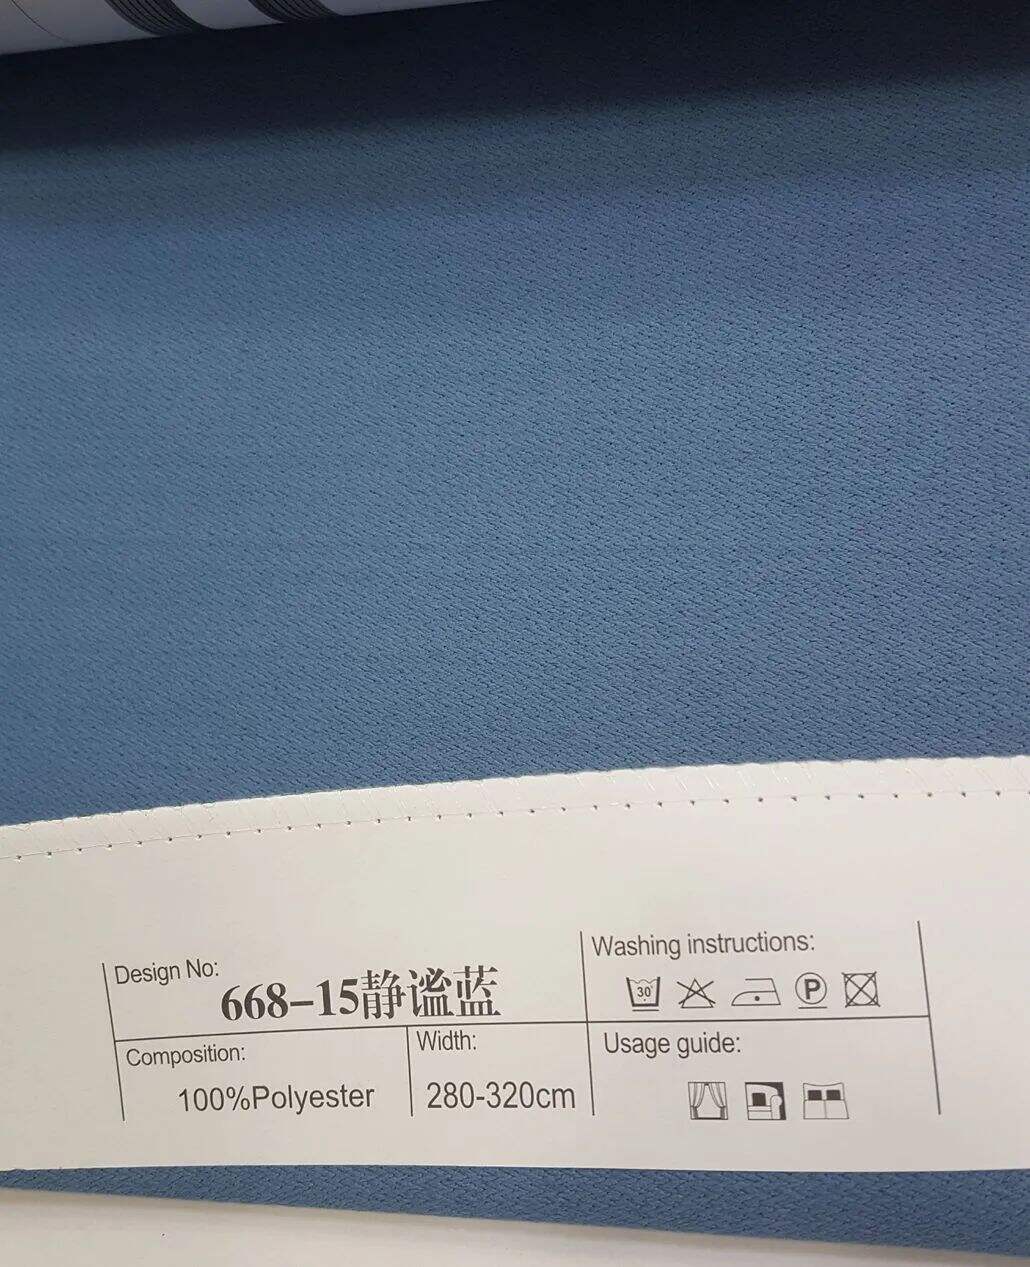 Design No:
668-15静谧蓝
Washing instructions:
30°
P
Composition:
100%Polyester
Width:
280-320cm
Usage guide: